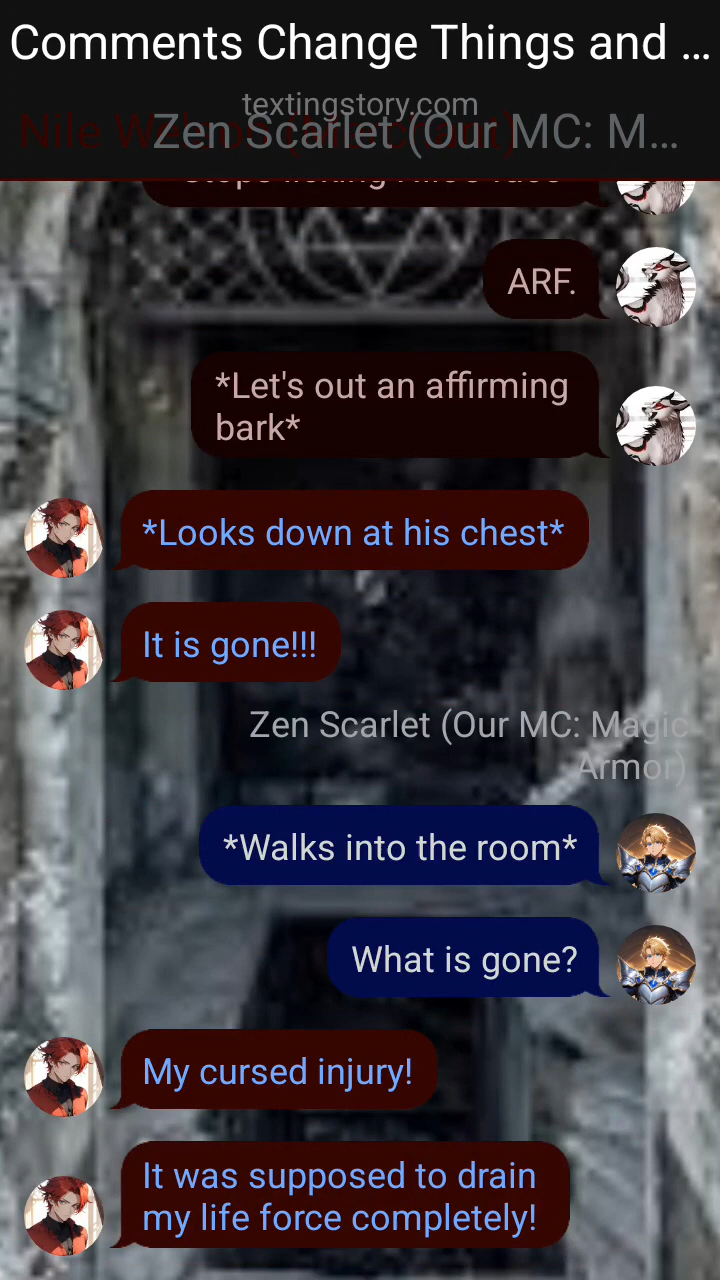 Comments Change Things and ...
textingstory.com
Zen Scarlet (Our MC: M...
ARF.
*Let's out an affirming
bark*
*Looks down at his chest*
It is gone!!!
Zen Scarlet (Our MC: Magic
Armor)
*Walks into the room*
What is gone?
My cursed injury!
It was supposed to drain
my life force completely!